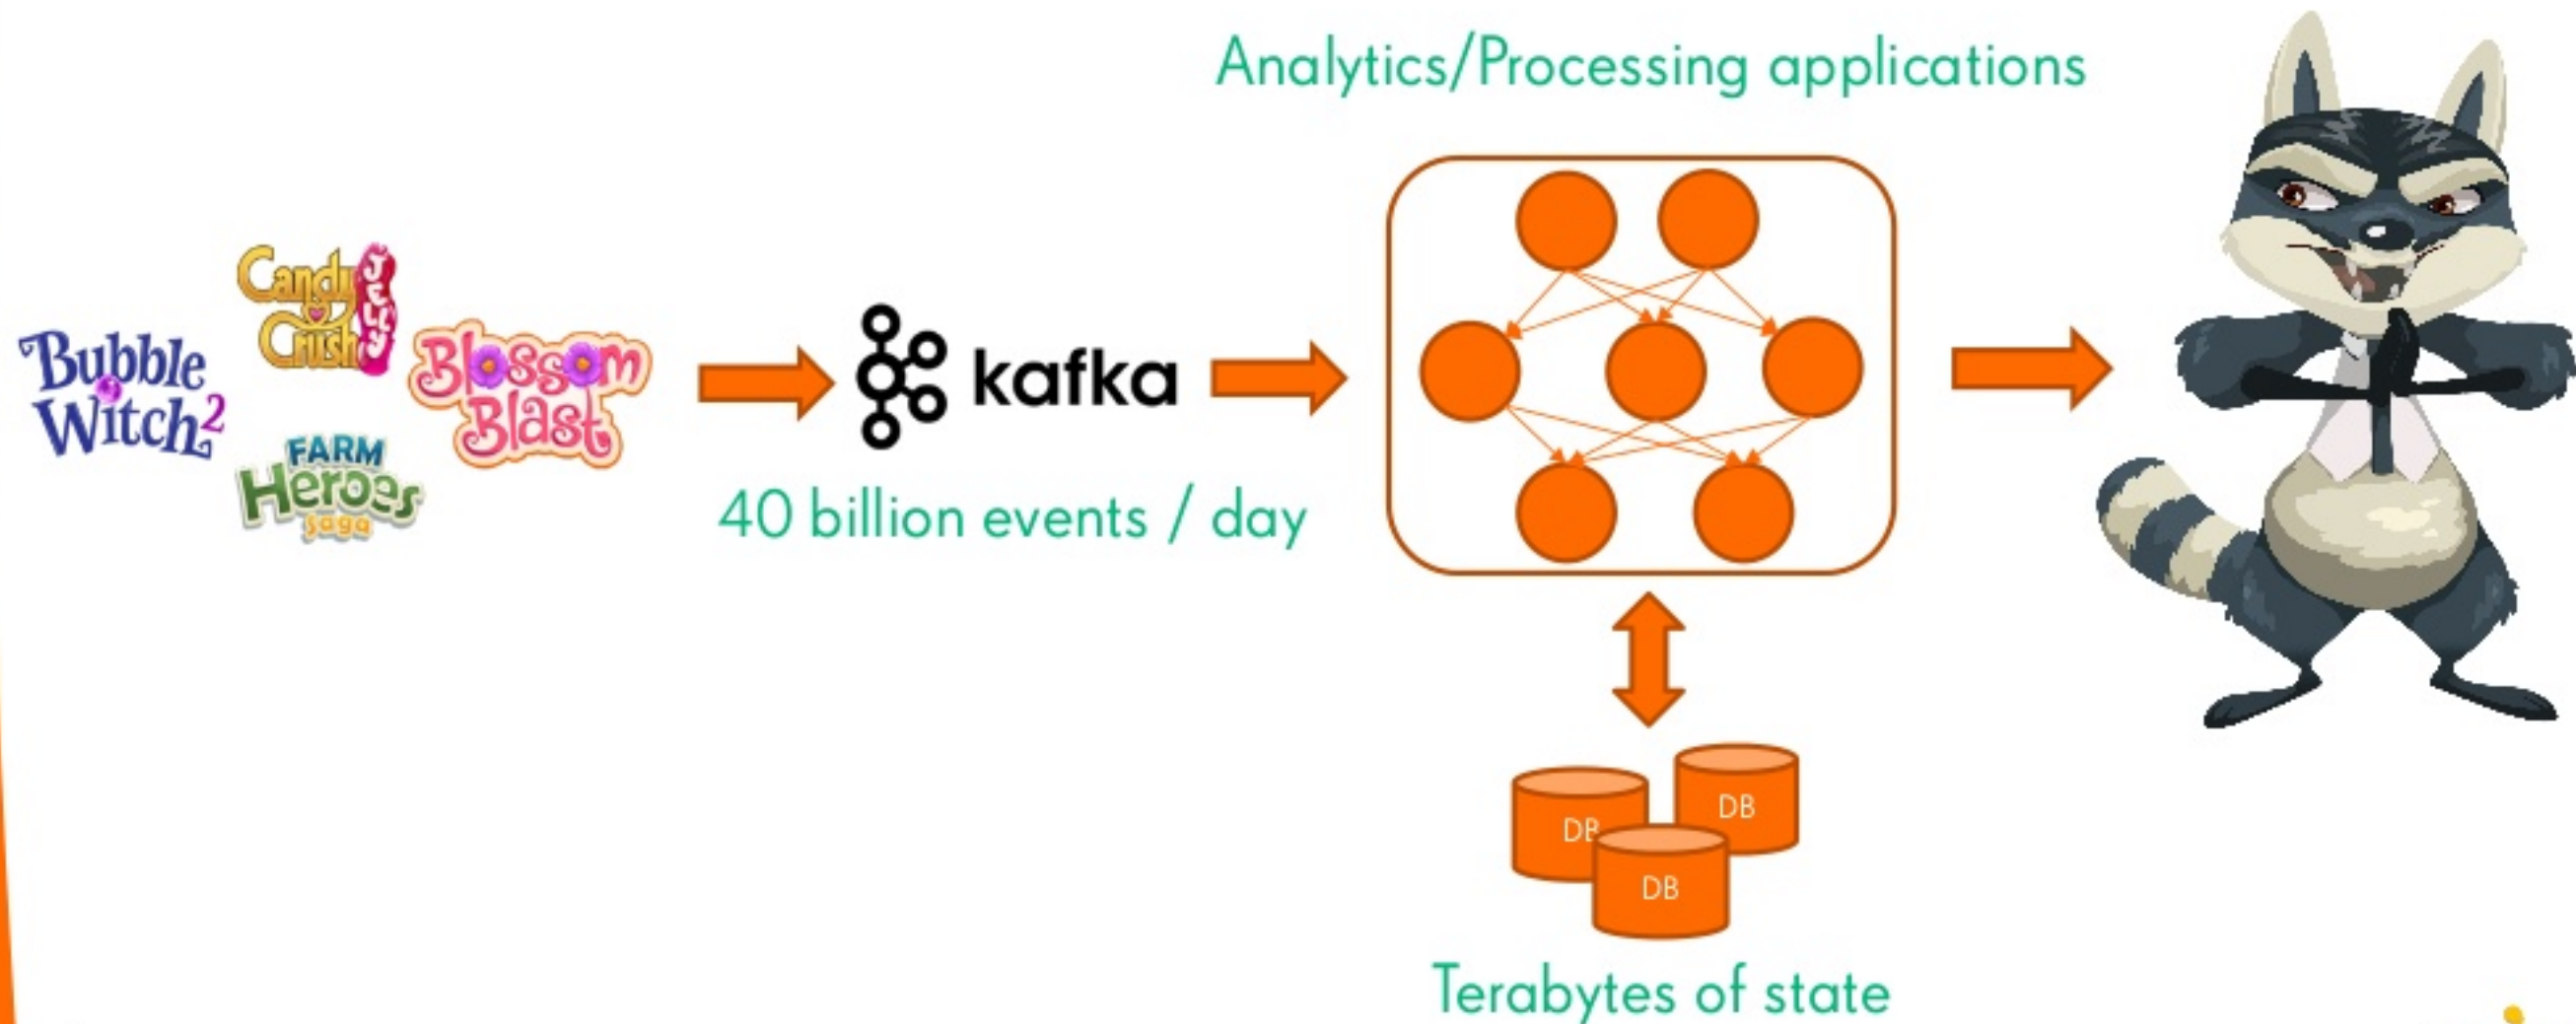 Analytics/Processing applications
Candy
Crush
Jelly
Bubble
Witch 2
Blossom
Blast
FARM
Heroes
Saga
kafka
40 billion events / day
DB
DB
DB
Terabytes of state